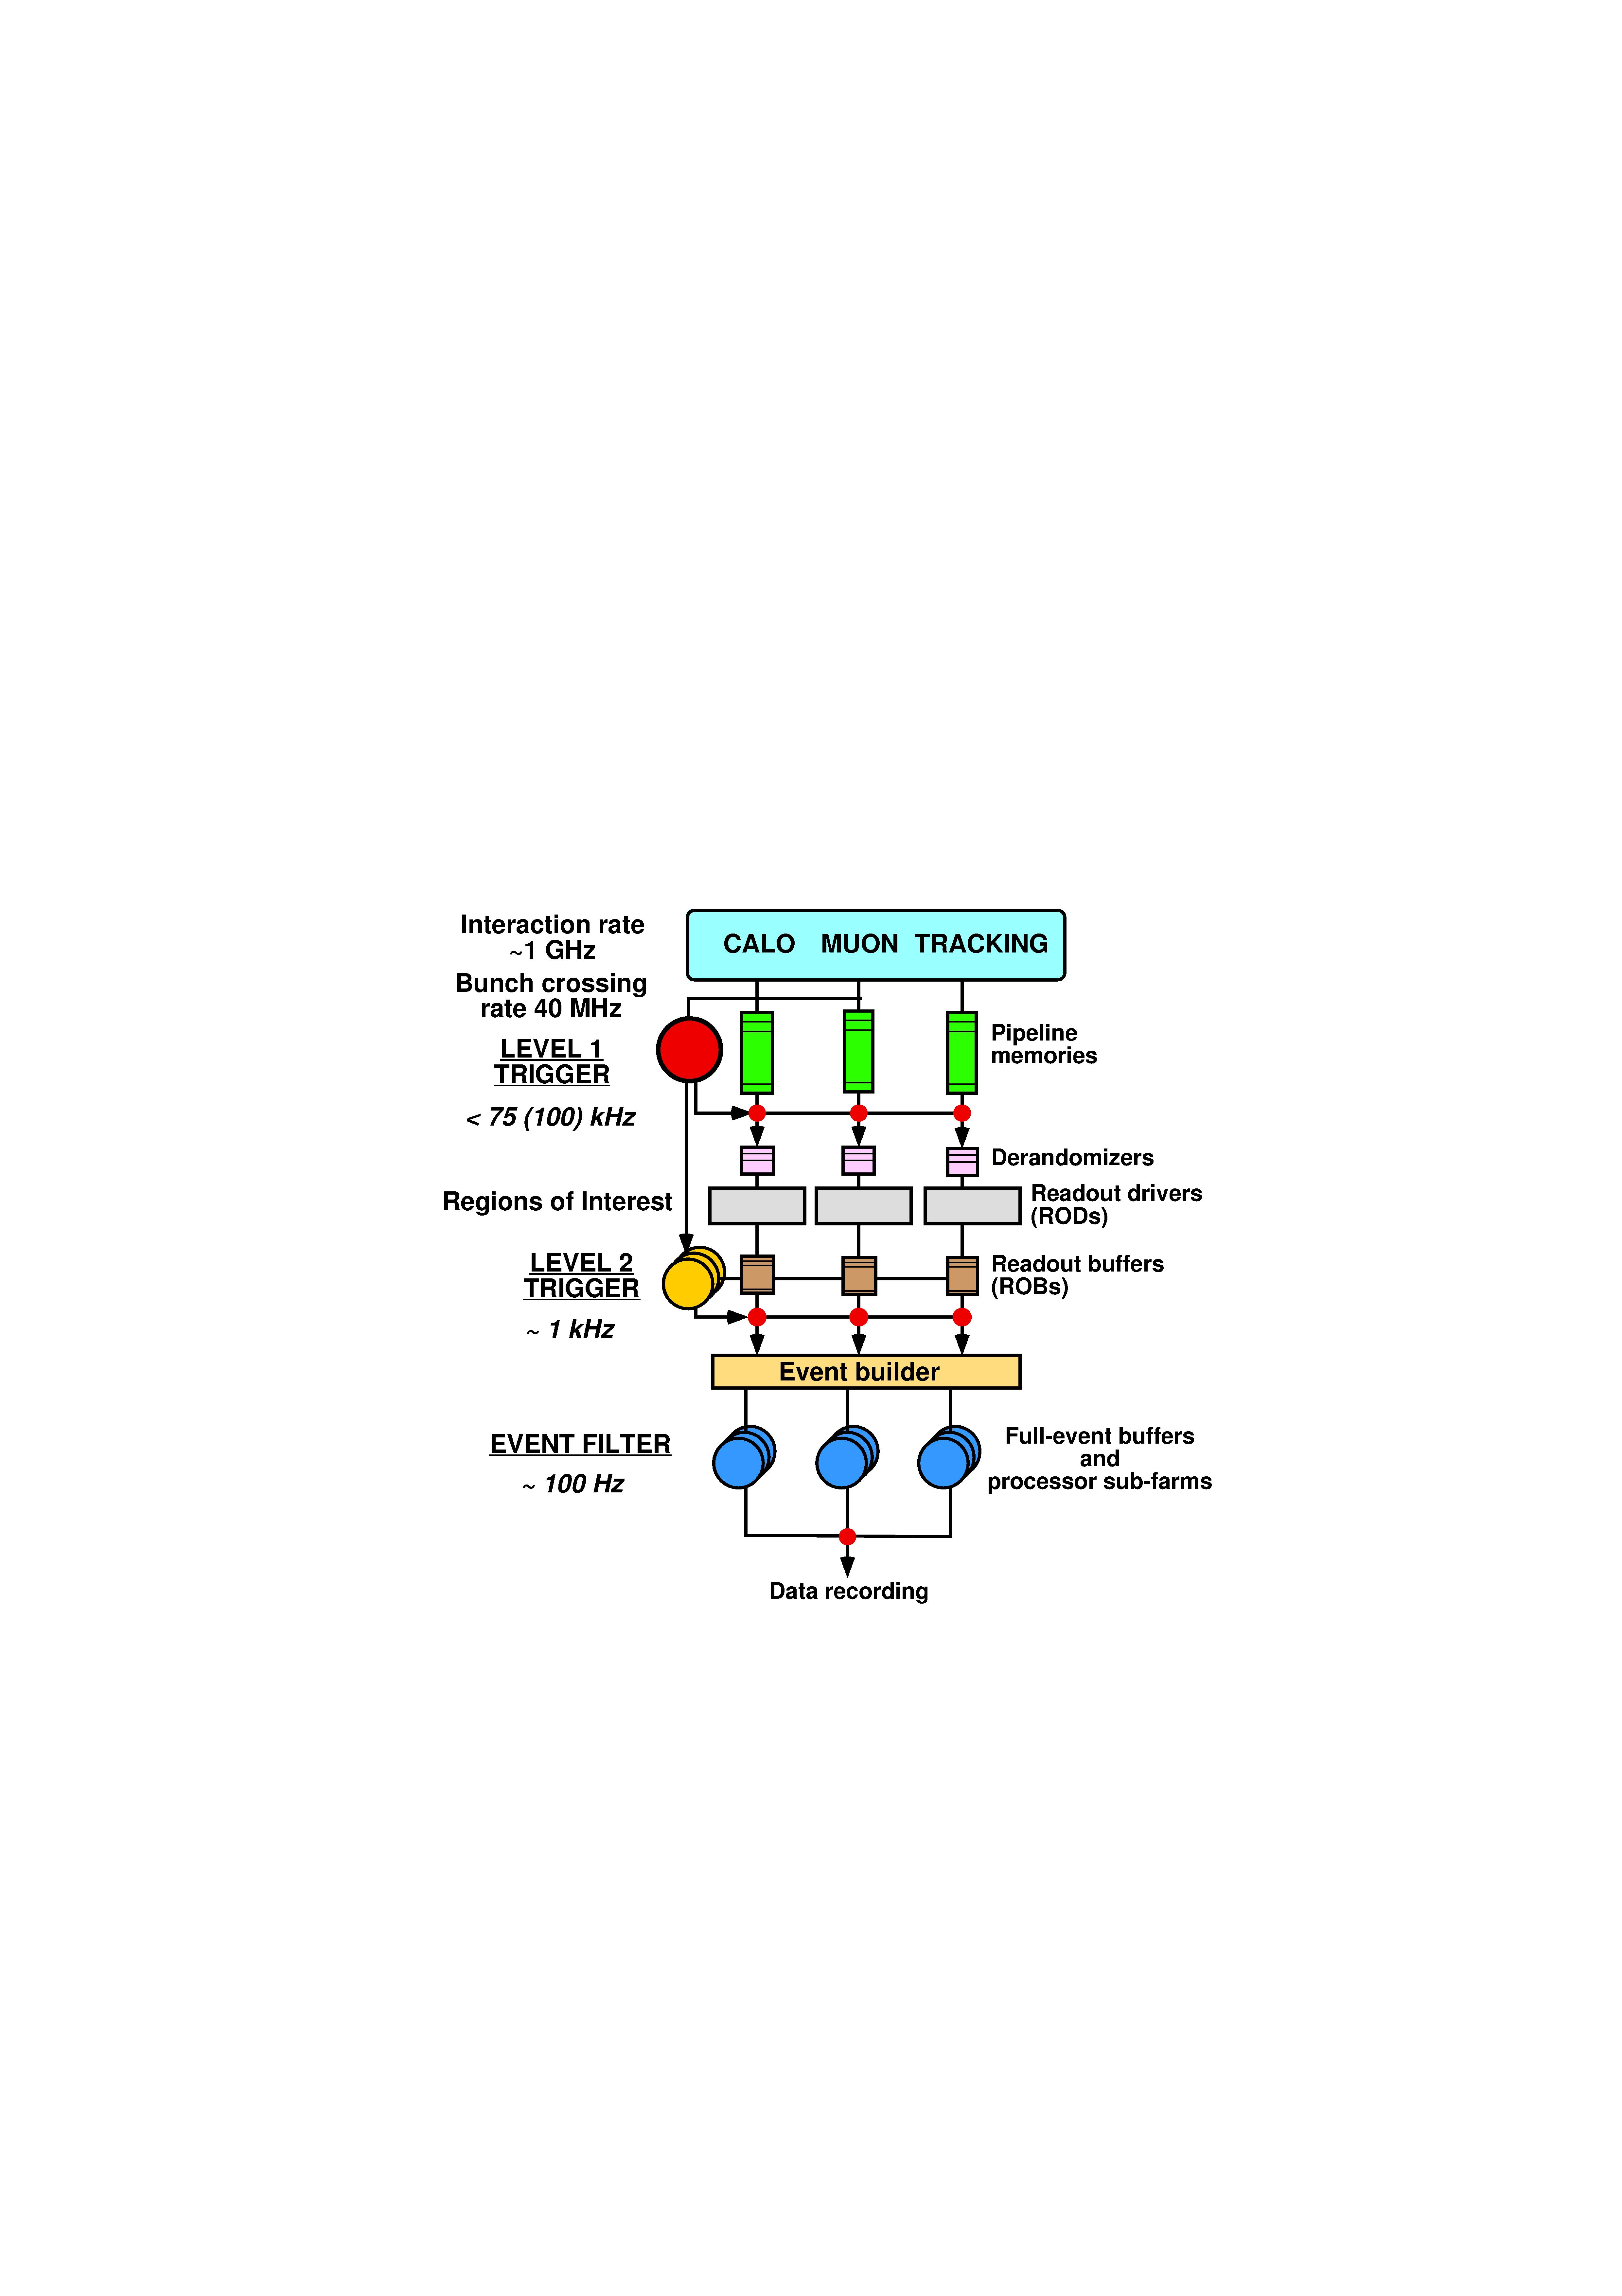 Interaction rate
~1 GHz
CALO MUON TRACKING
Bunch crossing
rate 40 MHz
LEVEL 1
TRIGGER
Pipeline
memories
< 75 (100) kHz
Derandomizers
Regions of Interest
Readout drivers
(RODs)
LEVEL 2
TRIGGER
Readout buffers
(ROBs)
~ 1 kHz
Event builder
EVENT FILTER
~ 100 Hz
Full-event buffers
and
processor sub-farms
Data recording